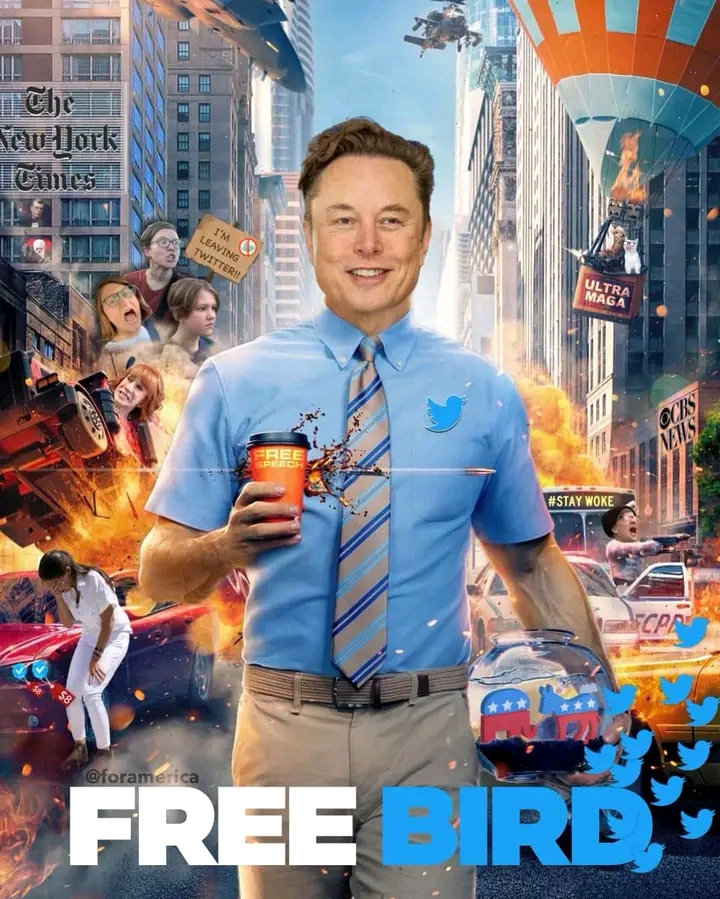 The
New York
Times
I'M
LEAVING
TWITTER!!
ULTRA
MAGA
CBS
NEWS
FREE
SPEECH
#STAY WOKE
CPD
$8
$8
@foramerica
FREE BIRD